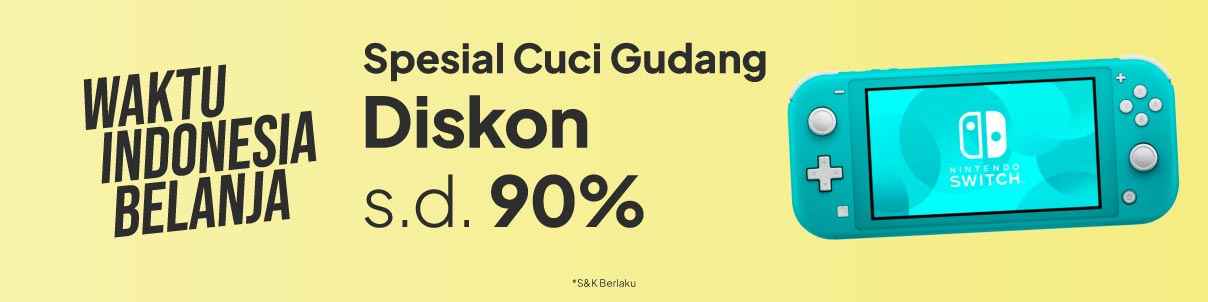 WAKTU
INDONESIA
BELANJA
Spesial Cuci Gudang
Diskon
s.d. 90%
NINTENDO
SWITCH
*S&K Berlaku